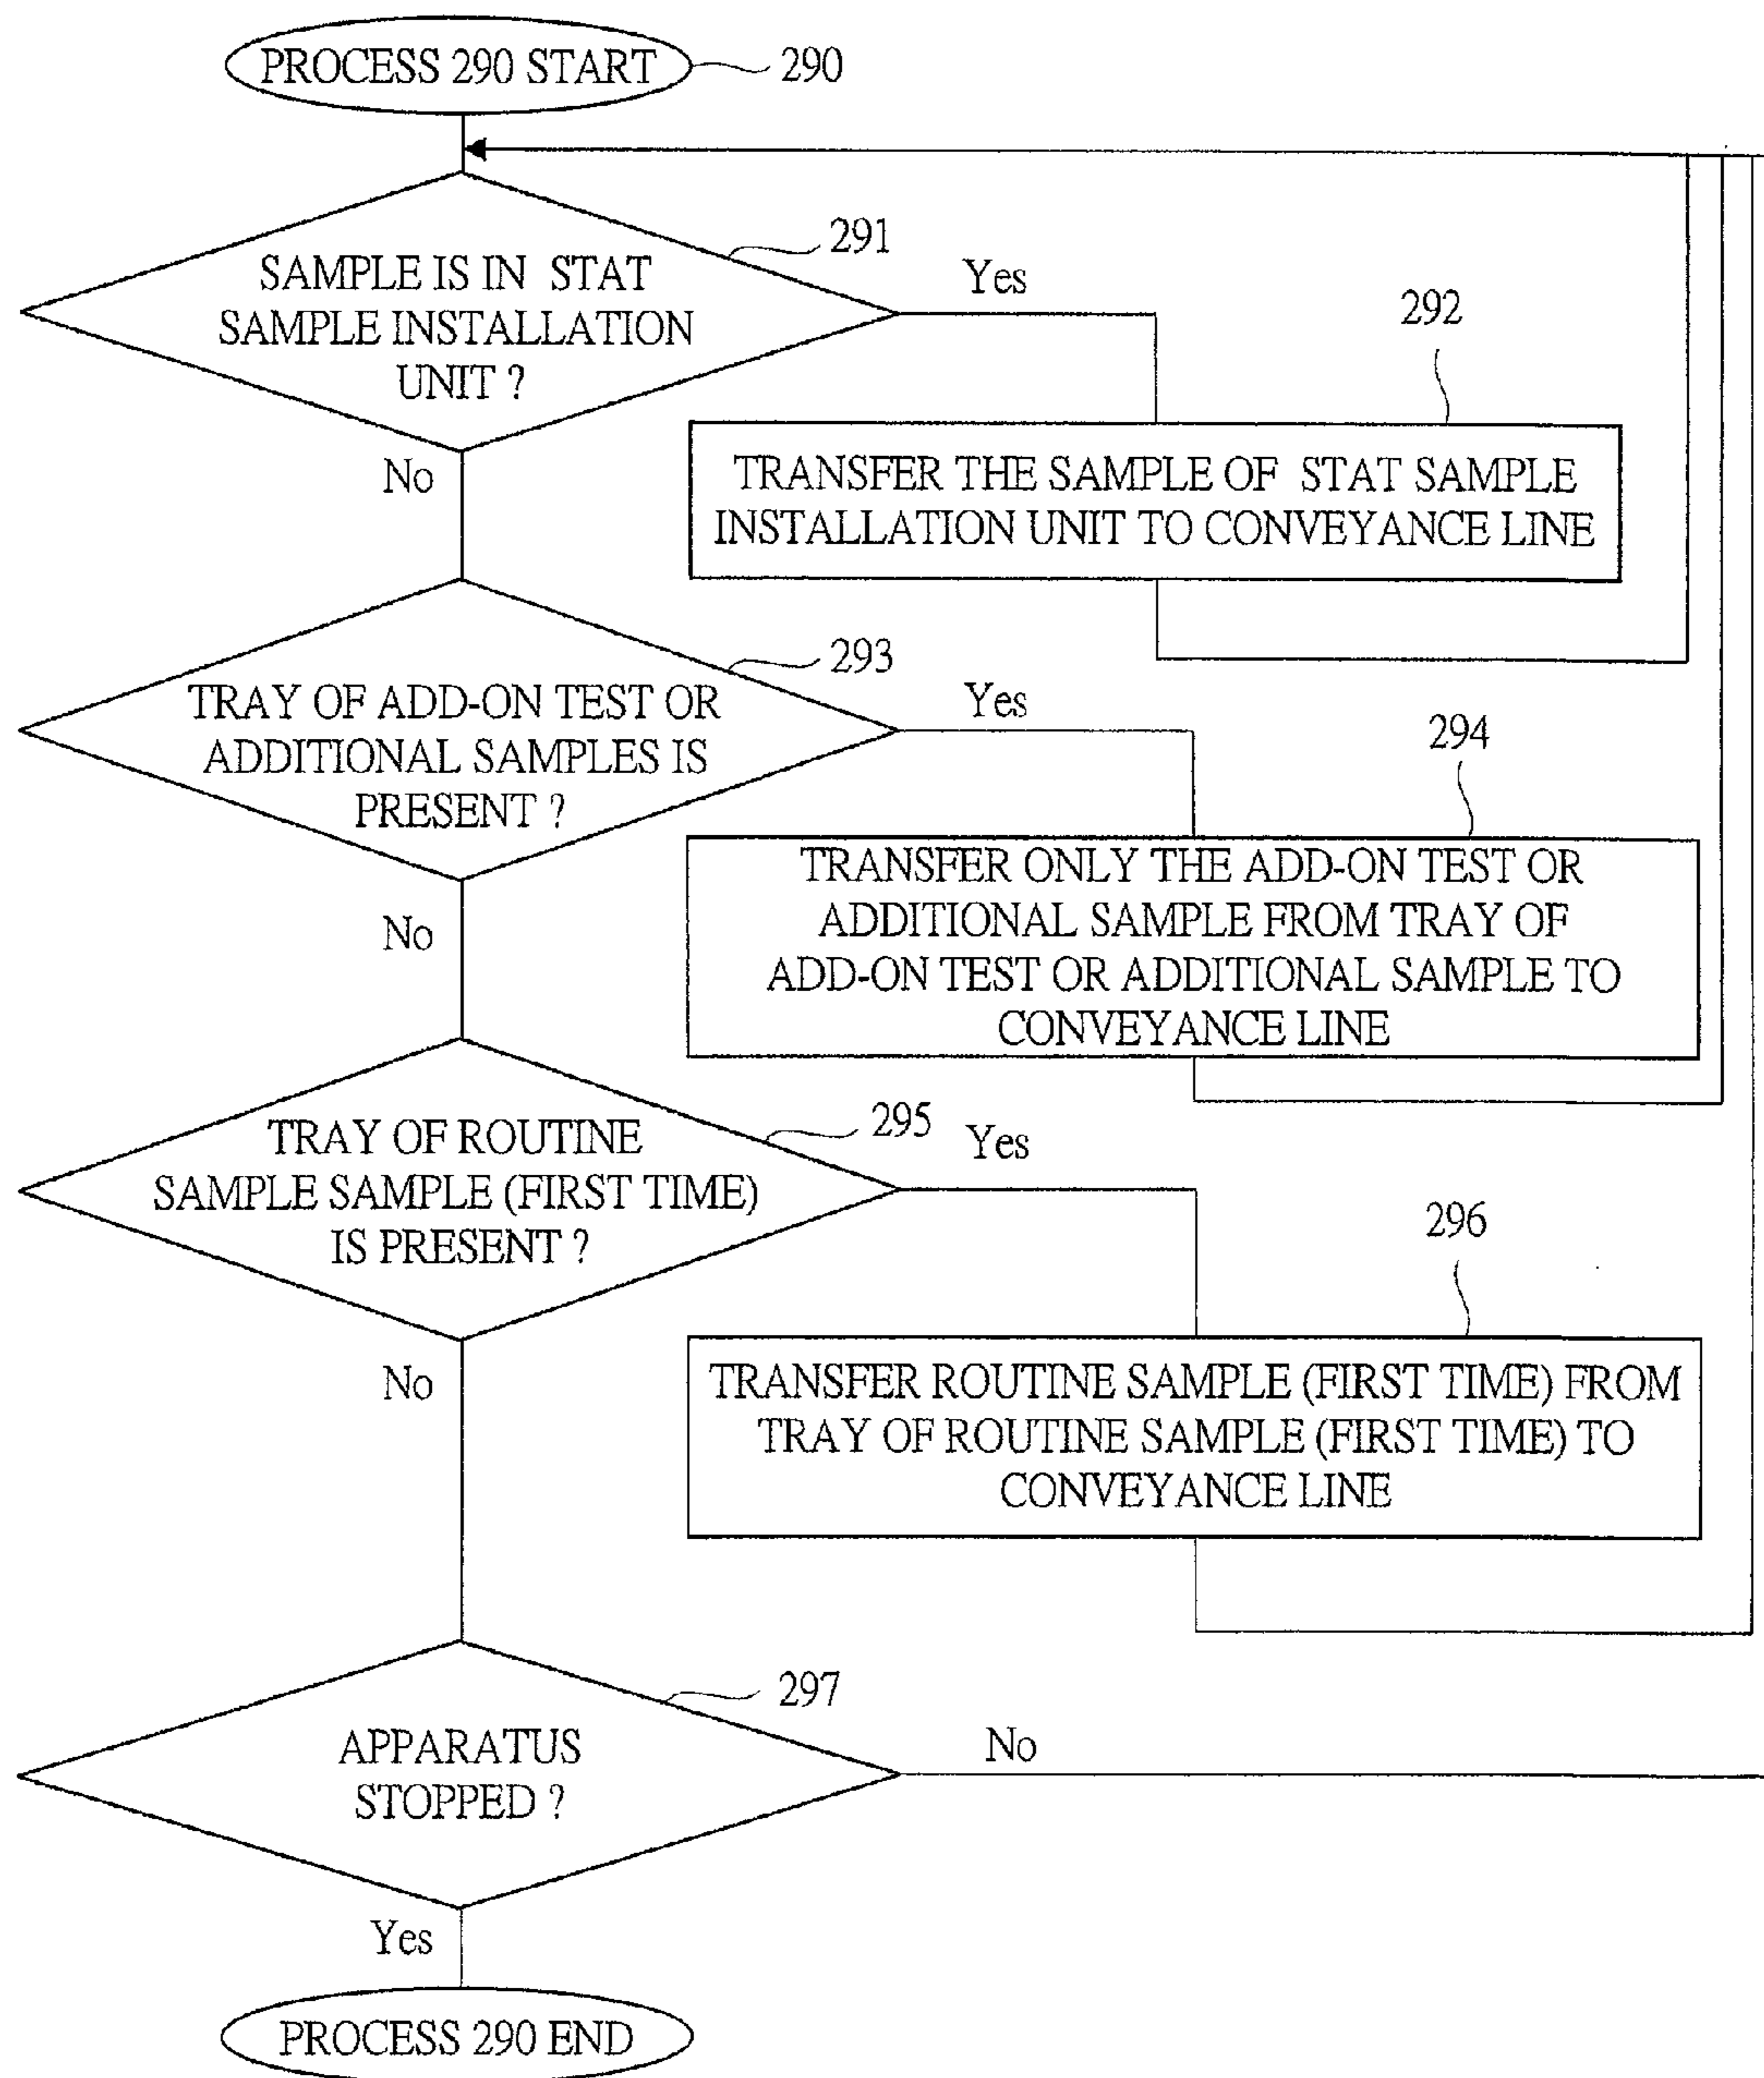 PROCESS 290 START
290
291
SAMPLE IS IN STAT
SAMPLE INSTALLATION
UNIT ?
Yes
292
TRANSFER THE SAMPLE OF STAT SAMPLE
INSTALLATION UNIT TO CONVEYANCE LINE
No
293
TRAY OF ADD-ON TEST OR
ADDITIONAL SAMPLES IS
PRESENT ?
Yes
294
TRANSFER ONLY THE ADD-ON TEST OR
ADDITIONAL SAMPLE FROM TRAY OF
ADD-ON TEST OR ADDITIONAL SAMPLE TO
CONVEYANCE LINE
No
295
TRAY OF ROUTINE
SAMPLE SAMPLE (FIRST TIME)
IS PRESENT ?
Yes
296
TRANSFER ROUTINE SAMPLE (FIRST TIME) FROM
TRAY OF ROUTINE SAMPLE (FIRST TIME) TO
CONVEYANCE LINE
No
297
APPARATUS
STOPPED ?
No
Yes
PROCESS 290 END